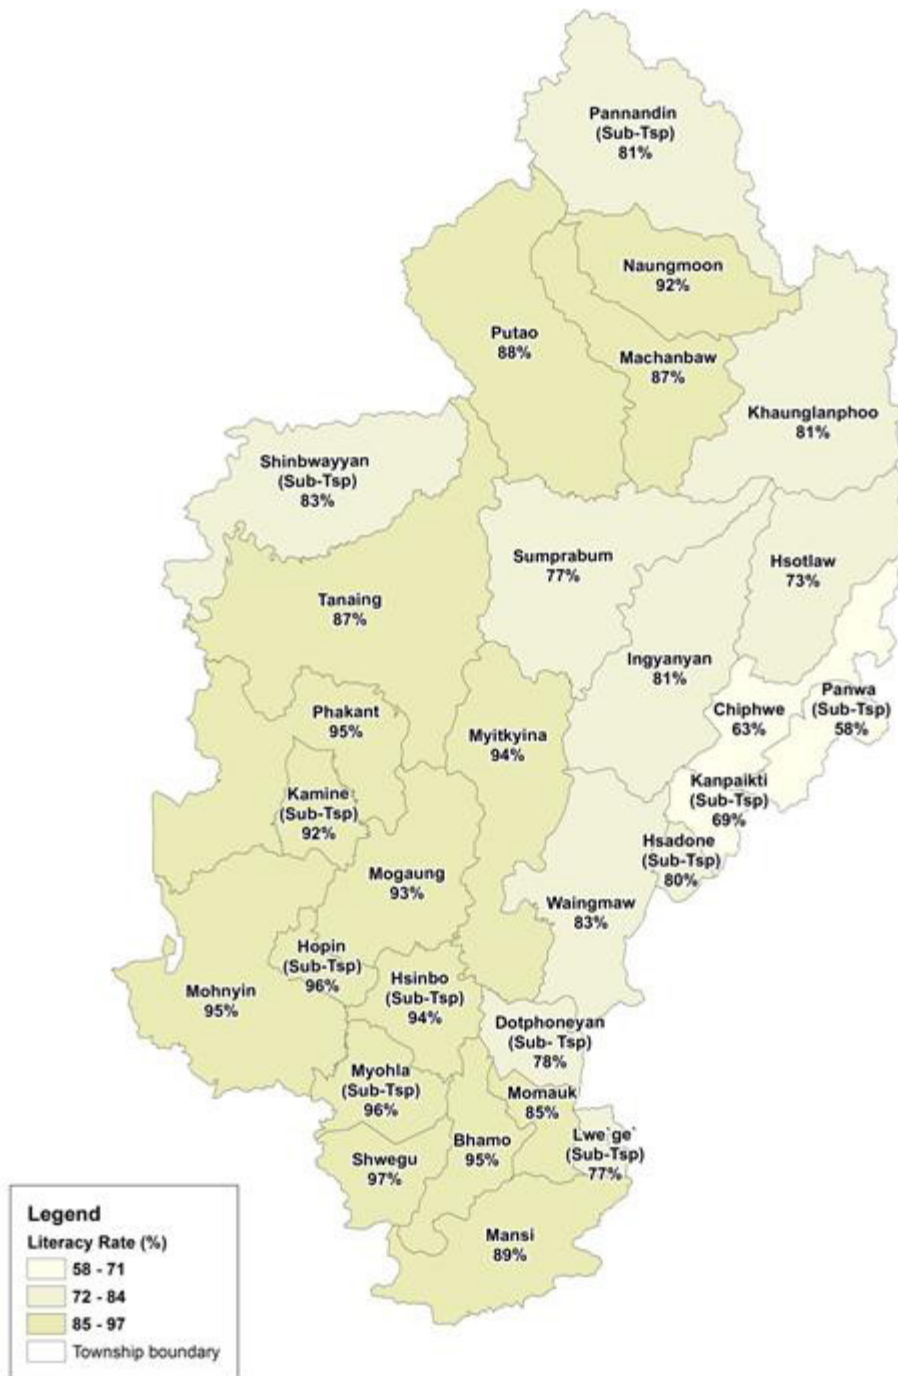 Pannandin
(Sub-Tsp)
81%
Naungmoon
92%
Putao
88%
Machanbaw
87%
Khaunglanphoo
81%
Shinbwayyan
(Sub-Tsp)
83%
Sumprabum
77%
Hsotlaw
73%
Tanaing
87%
Ingyanyan
81%
Panwa
(Sub-Tsp)
58%
Chiphwe
63%
Phakant
95%
Myitkyina
94%
Kanpaikti
(Sub-Tsp)
69%
Kamine
(Sub-Tsp)
92%
Hsadone
(Sub-Tsp)
80%
Mogaung
93%
Waingmaw
83%
Hopin
(Sub-Tsp)
96%
Hsinbo
(Sub-Tsp)
94%
Mohnyin
95%
Dotphoneyan
(Sub- Tsp)
78%
Myohla
(Sub-Tsp)
96%
Momauk
85%
Lwe`ge`
(Sub-Tsp)
77%
Bhamo
95%
Shwegu
97%
Mansi
89%
Legend
Literacy Rate (%)
58 - 71
72 - 84
85 - 97
Township boundary